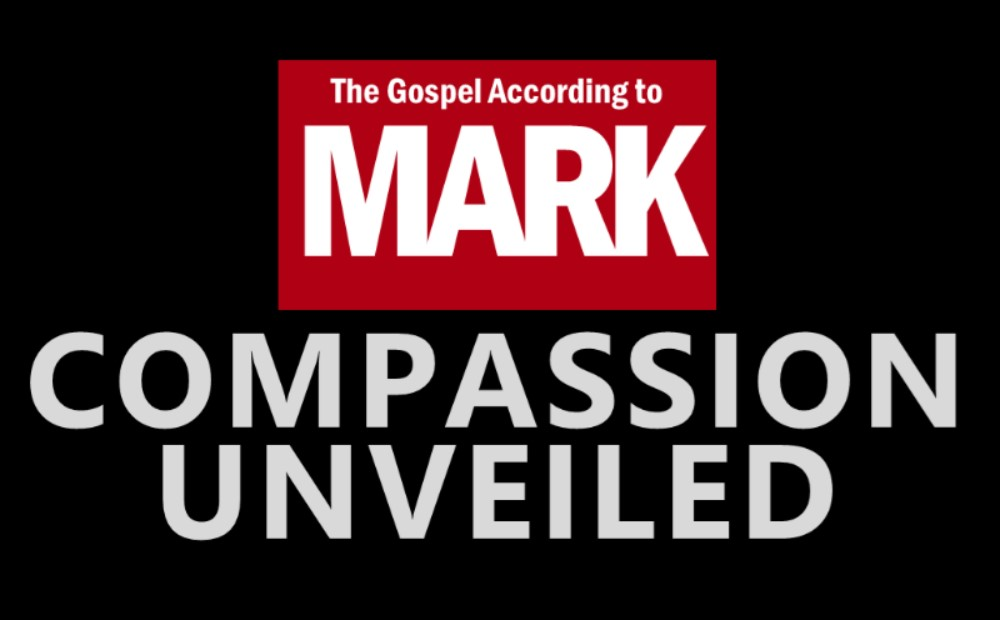 The Gospel According to
MARK
COMPASSION
UNVEILED